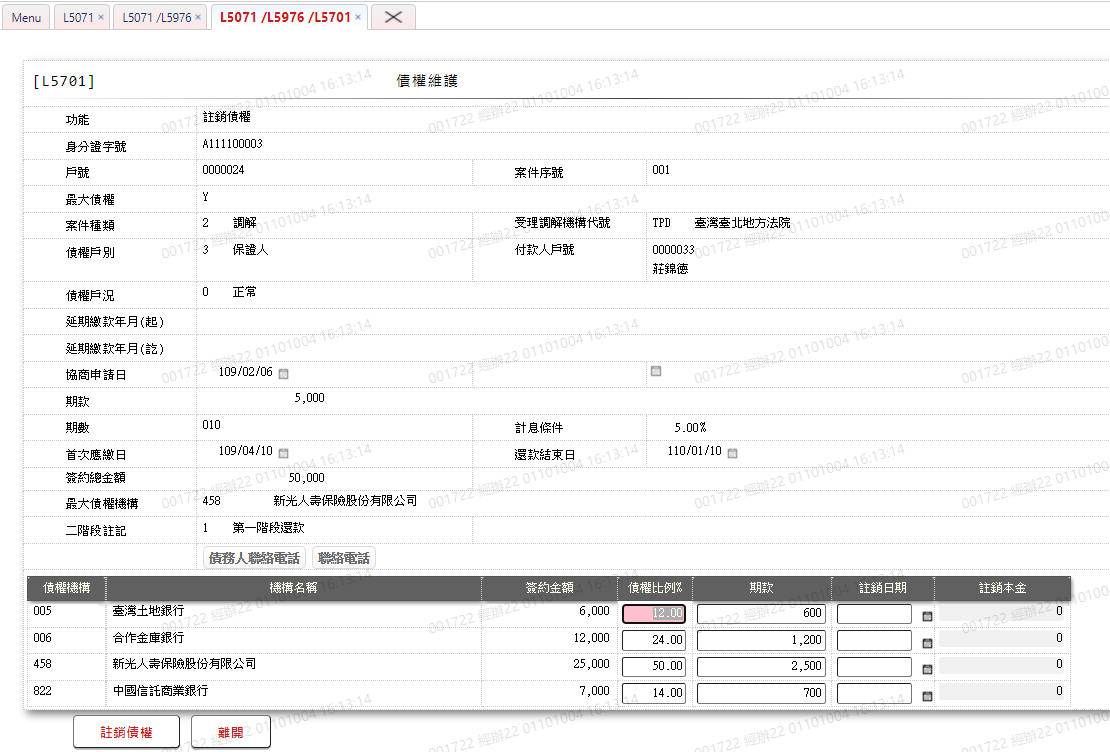 Menu L5071 × L5071 /L5976 × L5071 /L5976 /L5701 ×
[L5701] 債權維護
功能 註銷債權
身分證字號 A111100003
戶號 0000024 案件序號 001
最大債權 Y
案件種類 2 調解 受理調解機構代號 TPD 臺灣臺北地方法院
債權戶別 3 保證人 付款人戶號 0000033
莊錦德
債權戶況 0 正常
延期繳款年月(起)
延期繳款年月(訖)
協商申請日 109/02/06
期款 5,000
期數 010 計息條件 5.00%
首次應繳日 109/04/10 還款結束日 110/01/10
簽約總金額 50,000
最大債權機構 458 新光人壽保險股份有限公司
二階段註記 1 第一階段還款
債務人聯絡電話 聯絡電話
債權機構 機構名稱 簽約金額 債權比例% 期款 註銷日期 註銷本金
005 臺灣土地銀行 6,000 12.00 600 0
006 合作金庫銀行 12,000 24.00 1,200 0
458 新光人壽保險股份有限公司 25,000 50.00 2,500 0
822 中國信託商業銀行 7,000 14.00 700 0
註銷債權 離開
001722 經辦22 01101004 16:13:14